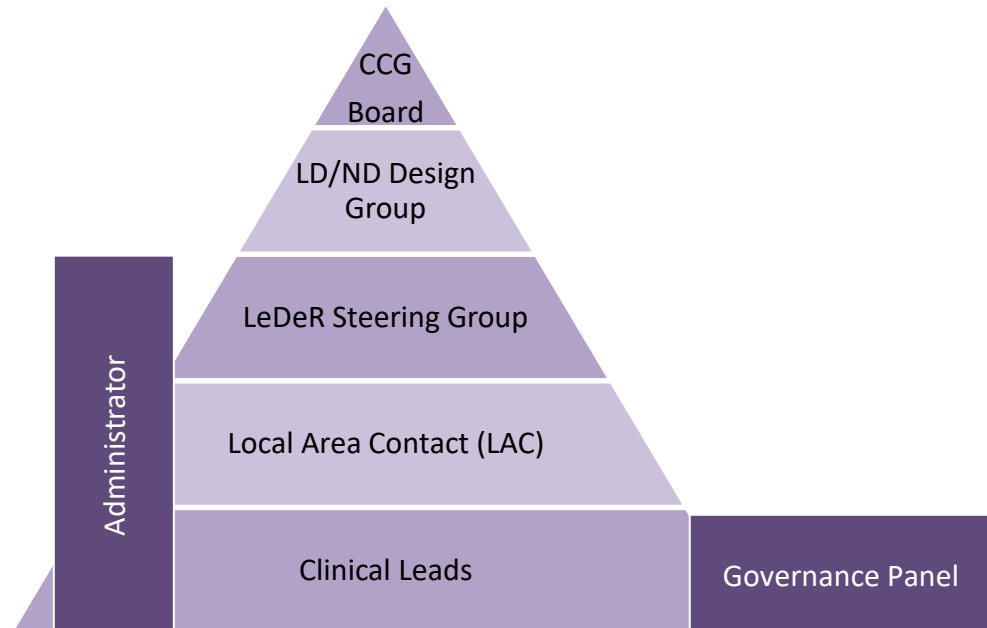 CCG
Board
LD/ND Design
Group
LeDeR Steering Group
Local Area Contact (LAC)
Clinical Leads
Administrator
Governance Panel